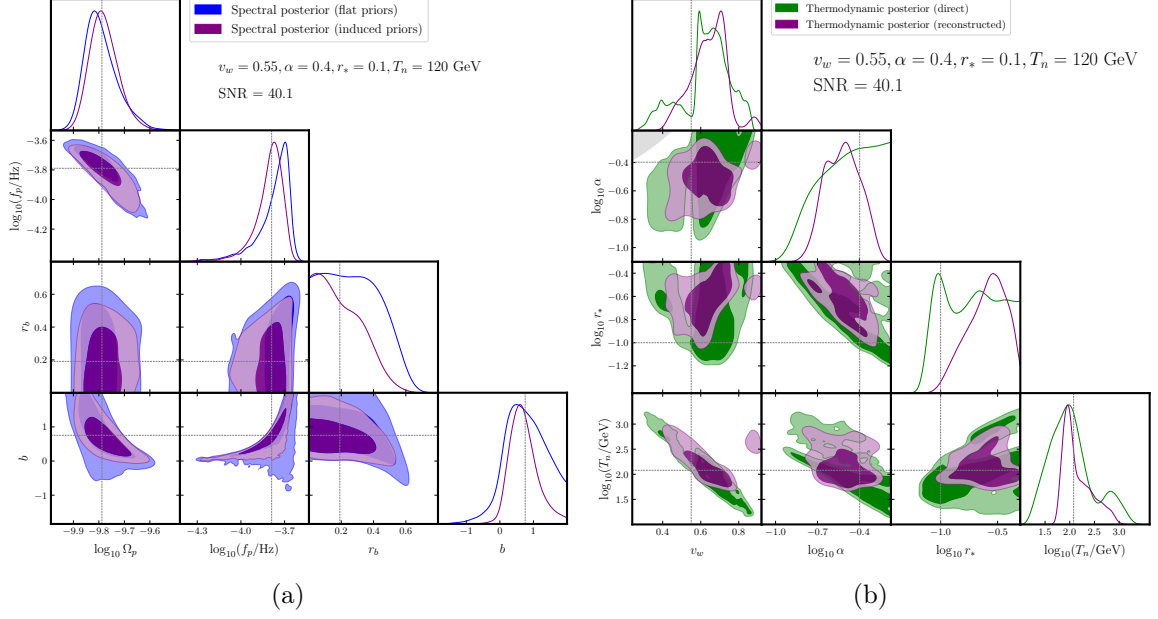 Spectral posterior (flat priors)
Spectral posterior (induced priors)
v_w = 0.55, α = 0.4, r_* = 0.1, T_n = 120 GeV
SNR = 40.1
−3.6
−3.8
−4.0
−4.2
log₁₀(f_p/Hz)
0.6
0.4
0.2
r_b
1
0
−1
b
−9.9 −9.8 −9.7 −9.6
log₁₀ Ω_p
−4.3 −4.0 −3.7
log₁₀(f_p/Hz)
0.2 0.4 0.6
r_b
−1 0 1
b
(a)
Thermodynamic posterior (direct)
Thermodynamic posterior (reconstructed)
v_w = 0.55, α = 0.4, r_* = 0.1, T_n = 120 GeV
SNR = 40.1
−0.4
−0.6
−0.8
−1.0
log₁₀ α
−0.4
−0.6
−0.8
−1.0
−1.2
log₁₀ r_*
3.0
2.5
2.0
1.5
log₁₀(T_n/GeV)
0.4 0.6 0.8
v_w
−1.0 −0.7 −0.4
log₁₀ α
−1.0 −0.5
log₁₀ r_*
1.5 2.0 2.5 3.0
log₁₀(T_n/GeV)
(b)